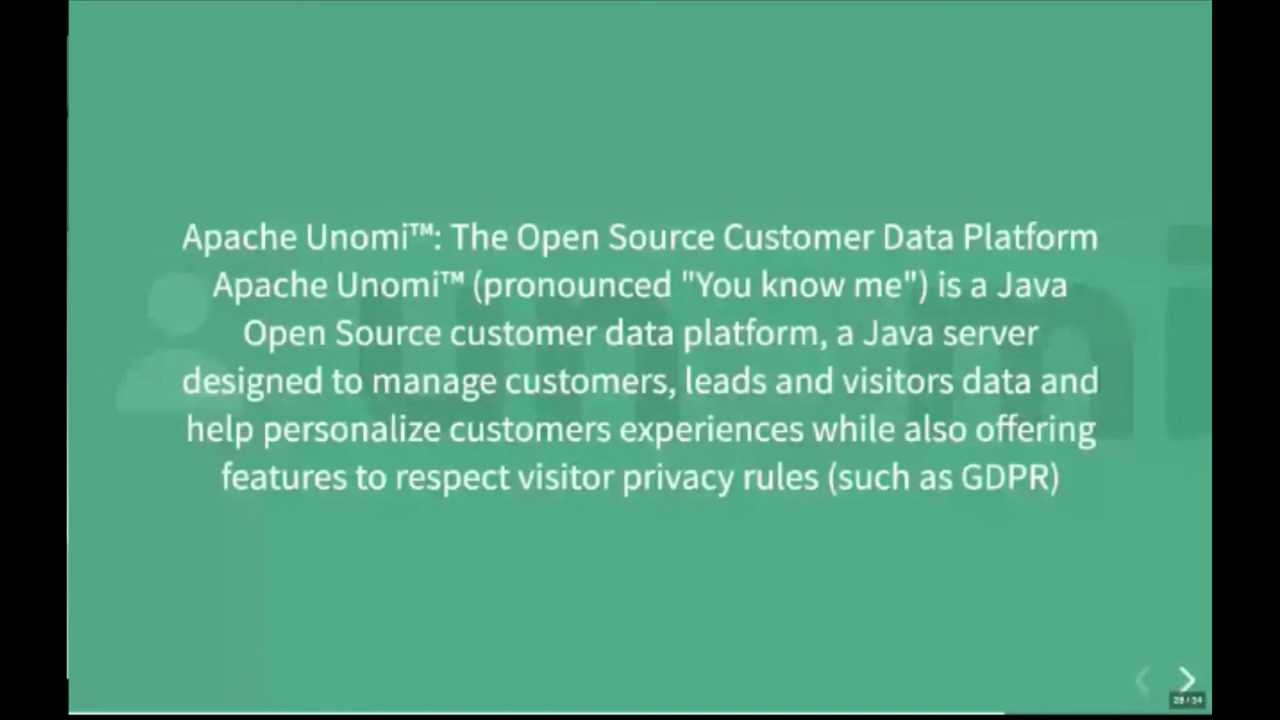 Apache Unomi™: The Open Source Customer Data Platform
Apache Unomi™ (pronounced "You know me") is a Java
Open Source customer data platform, a Java server
designed to manage customers, leads and visitors data and
help personalize customers experiences while also offering
features to respect visitor privacy rules (such as GDPR)
28 / 34